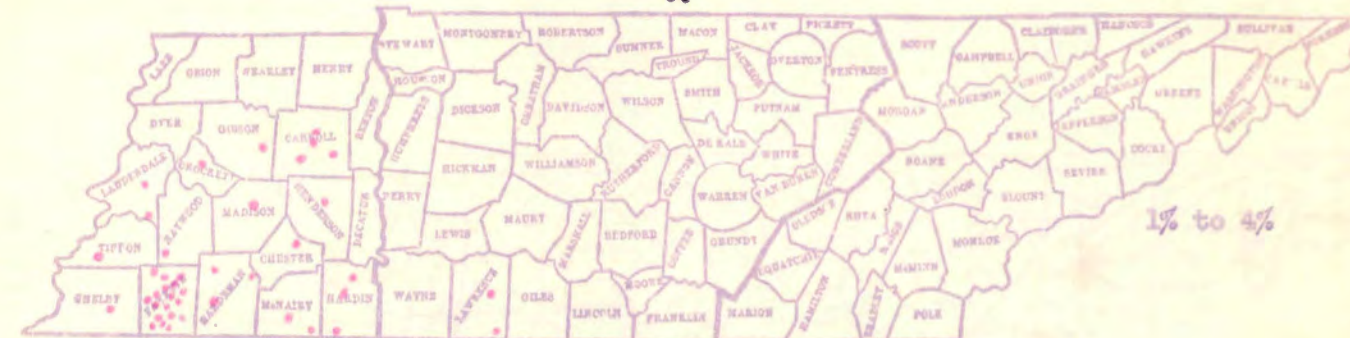 STEWART MONTGOMERY ROBERTSON SUMNER MACON CLAY PICKETT SCOTT CAMPBELL CLAIBORNE HANCOCK HAWKINS SULLIVAN
LAKE OBION WEAKLEY HENRY HOUSTON TROUSD JACKSON OVERTON FENTRESS UNION GRAINGER WASHINGTON CARTER
BENTON HUMPHREYS DICKSON CHEATHAM DAVIDSON WILSON SMITH PUTNAM MORGAN ANDERSON GREENE UNICOI
DYER GIBSON CARROLL DE KALB WHITE CUMBERLAND KNOX JEFFERSON COCKE
LAUDERDALE CROCKETT HICKMAN WILLIAMSON RUTHERFORD CANNON WARREN VAN BUREN ROANE LOUDON BLOUNT SEVIER
HAYWOOD MADISON HENDERSON DECATUR PERRY LEWIS MAURY MARSHALL BEDFORD COFFEE GRUNDY RHEA MONROE
1% to 4%
TIPTON CHESTER SEQUATCHIE MCMINN
SHELBY FAYETTE HARDEMAN McNAIRY HARDIN WAYNE LAWRENCE GILES LINCOLN MOORE FRANKLIN MARION HAMILTON BRADLEY POLK